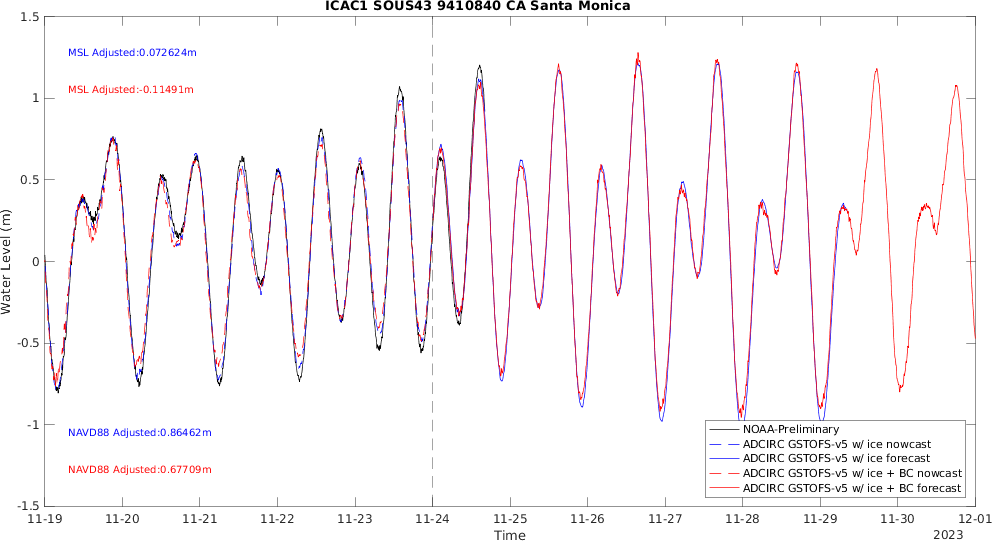 ICAC1 SOUS43 9410840 CA Santa Monica
1.5
1
0.5
0
-0.5
-1
-1.5
Water Level (m)
MSL Adjusted:0.072624m
MSL Adjusted:-0.11491m
NAVD88 Adjusted:0.86462m
NAVD88 Adjusted:0.67709m
NOAA-Preliminary
ADCIRC GSTOFS-v5 w/ ice nowcast
ADCIRC GSTOFS-v5 w/ ice forecast
ADCIRC GSTOFS-v5 w/ ice + BC nowcast
ADCIRC GSTOFS-v5 w/ ice + BC forecast
11-19 11-20 11-21 11-22 11-23 11-24 11-25 11-26 11-27 11-28 11-29 11-30 12-01
Time
2023